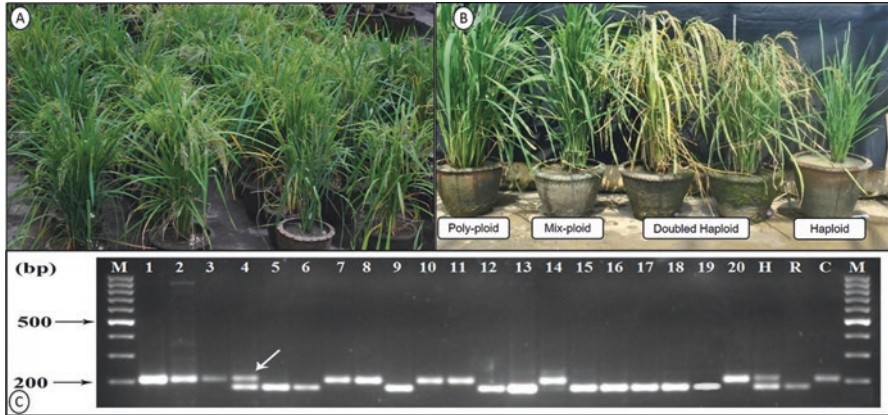 A
B
Poly-ploid
Mix-ploid
Doubled Haploid
Haploid
(bp) M 1 2 3 4 5 6 7 8 9 10 11 12 13 14 15 16 17 18 19 20 H R C M
500
200
C